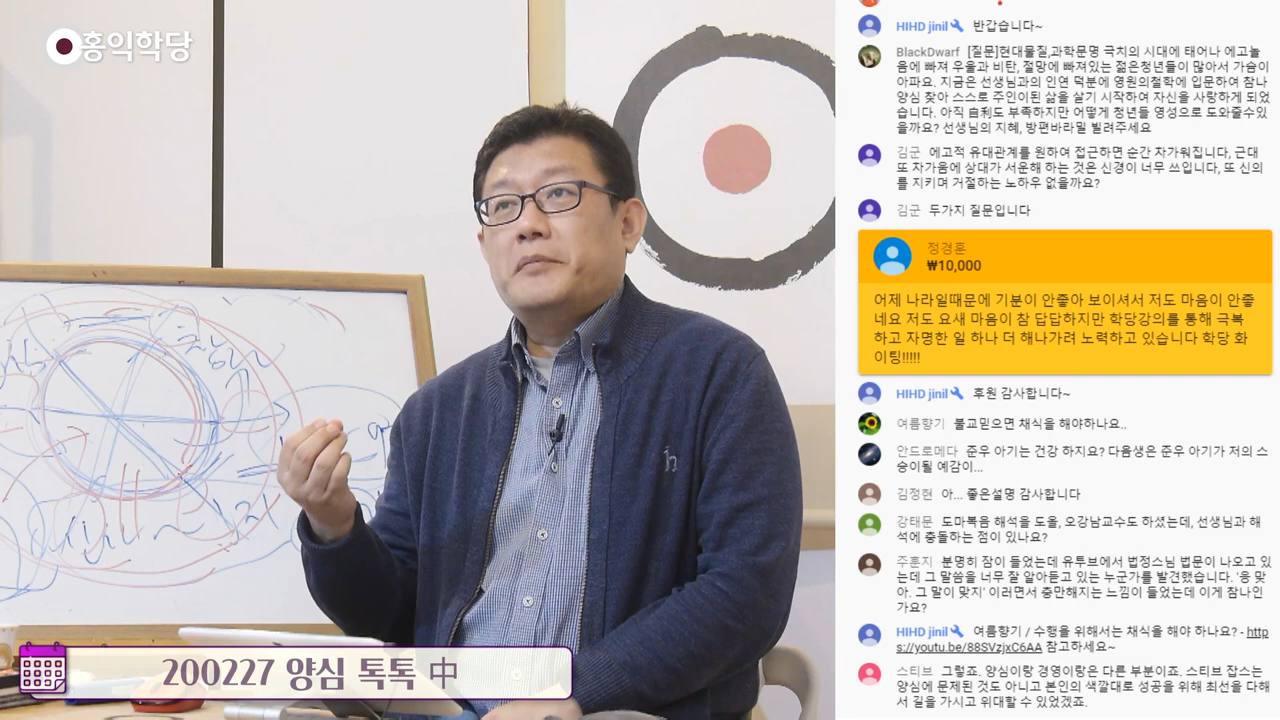 홍익학당
200227 양심 톡톡 中
HIHD jinil 반갑습니다~
BlackDwarf [질문]현대물질,과학문명 극치의 시대에 태어나 에고놀
음에 빠져 우울과 비탄, 절망에 빠져있는 젊은청년들이 많아서 가슴이
아파요. 지금은 선생님과의 인연 덕분에 영원의철학에 입문하여 참나
양심 찾아 스스로 주인이된 삶을 살기 시작하여 자신을 사랑하게 되었
습니다. 아직 自利도 부족하지만 어떻게 청년들 영성으로 도와줄수있
을까요? 선생님의 지혜, 방편바라밀 빌려주세요
김군 에고적 유대관계를 원하여 접근하면 순간 차가워집니다, 근데
또 차가움에 상대가 서운해 하는 것은 신경이 너무 쓰입니다, 또 신의
를 지키며 거절하는 노하우 없을까요?
김군 두가지 질문입니다
정경훈
₩10,000
어제 나라일때문에 기분이 안좋아 보이셔서 저도 마음이 안좋
네요 저도 요새 마음이 참 답답하지만 학당강의를 통해 극복
하고 자명한 일 하나 더 해나가려 노력하고 있습니다 학당 화
이팅!!!!!
HIHD jinil 후원 감사합니다~
여름향기 불교믿으면 채식을 해야하나요..
안드로메다 준우 아기는 건강 하지요? 다음생은 준우 아기가 저의 스
승이될 예감이...
김정현 아... 좋은설명 감사합니다
강태문 도마복음 해석을 도올, 오강남교수도 하셨는데, 선생님과 해
석에 충돌하는 점이 있나요?
주훈지 분명히 잠이 들었는데 유투브에서 법정스님 법문이 나오고 있
는데 그 말씀을 너무 잘 알아듣고 있는 누군가를 발견했습니다. '응 맞
아. 그 말이 맞지' 이러면서 충만해지는 느낌이 들었는데 이게 참나인
가요?
HIHD jinil 여름향기 / 수행을 위해서는 채식을 해야 하나요? - http
s://youtu.be/88SVzjxC6AA 참고하세요~
스티브 그렇죠. 양심이랑 경영이랑은 다른 부분이죠. 스티브 잡스는
양심에 문제된 것도 아니고 본인의 색깔대로 성공을 위해 최선을 다해
서 길을 가시고 위대할 수 있었겠죠.